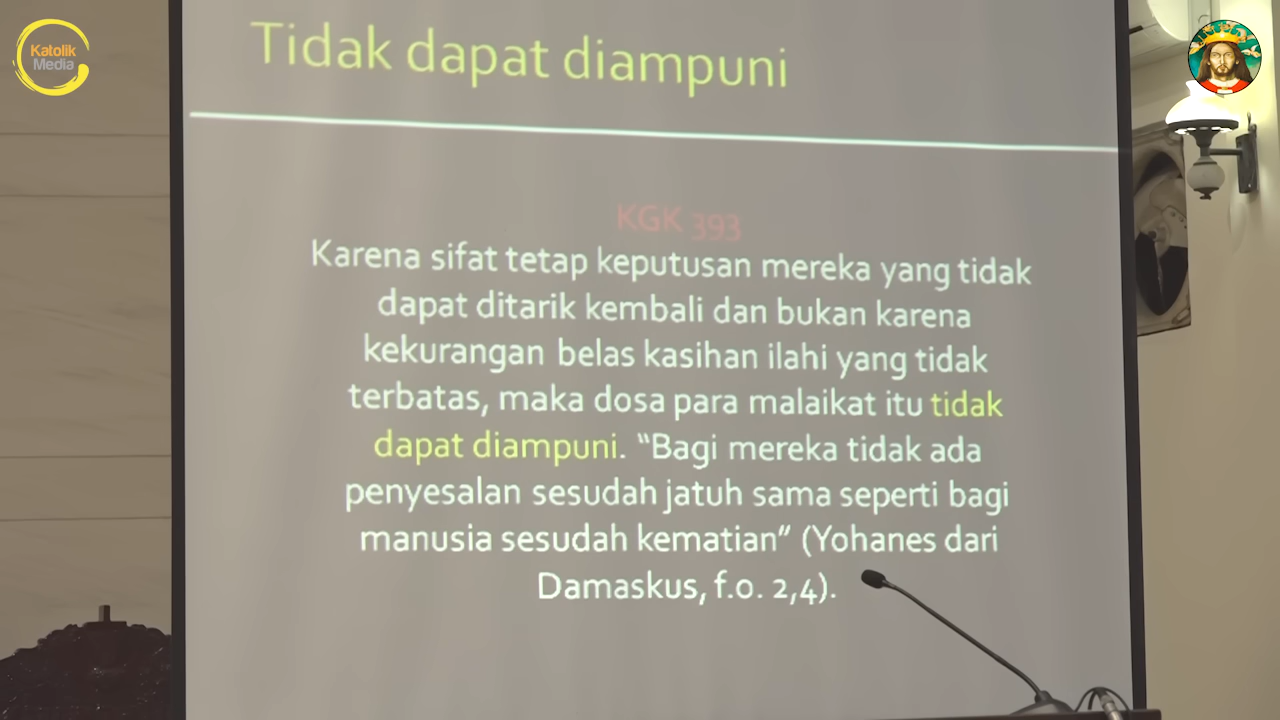 Katolik
Media
Tidak dapat diampuni
KGK 393
Karena sifat tetap keputusan mereka yang tidak
dapat ditarik kembali dan bukan karena
kekurangan belas kasihan ilahi yang tidak
terbatas, maka dosa para malaikat itu tidak
dapat diampuni. “Bagi mereka tidak ada
penyesalan sesudah jatuh sama seperti bagi
manusia sesudah kematian” (Yohanes dari
Damaskus, f.o. 2,4).